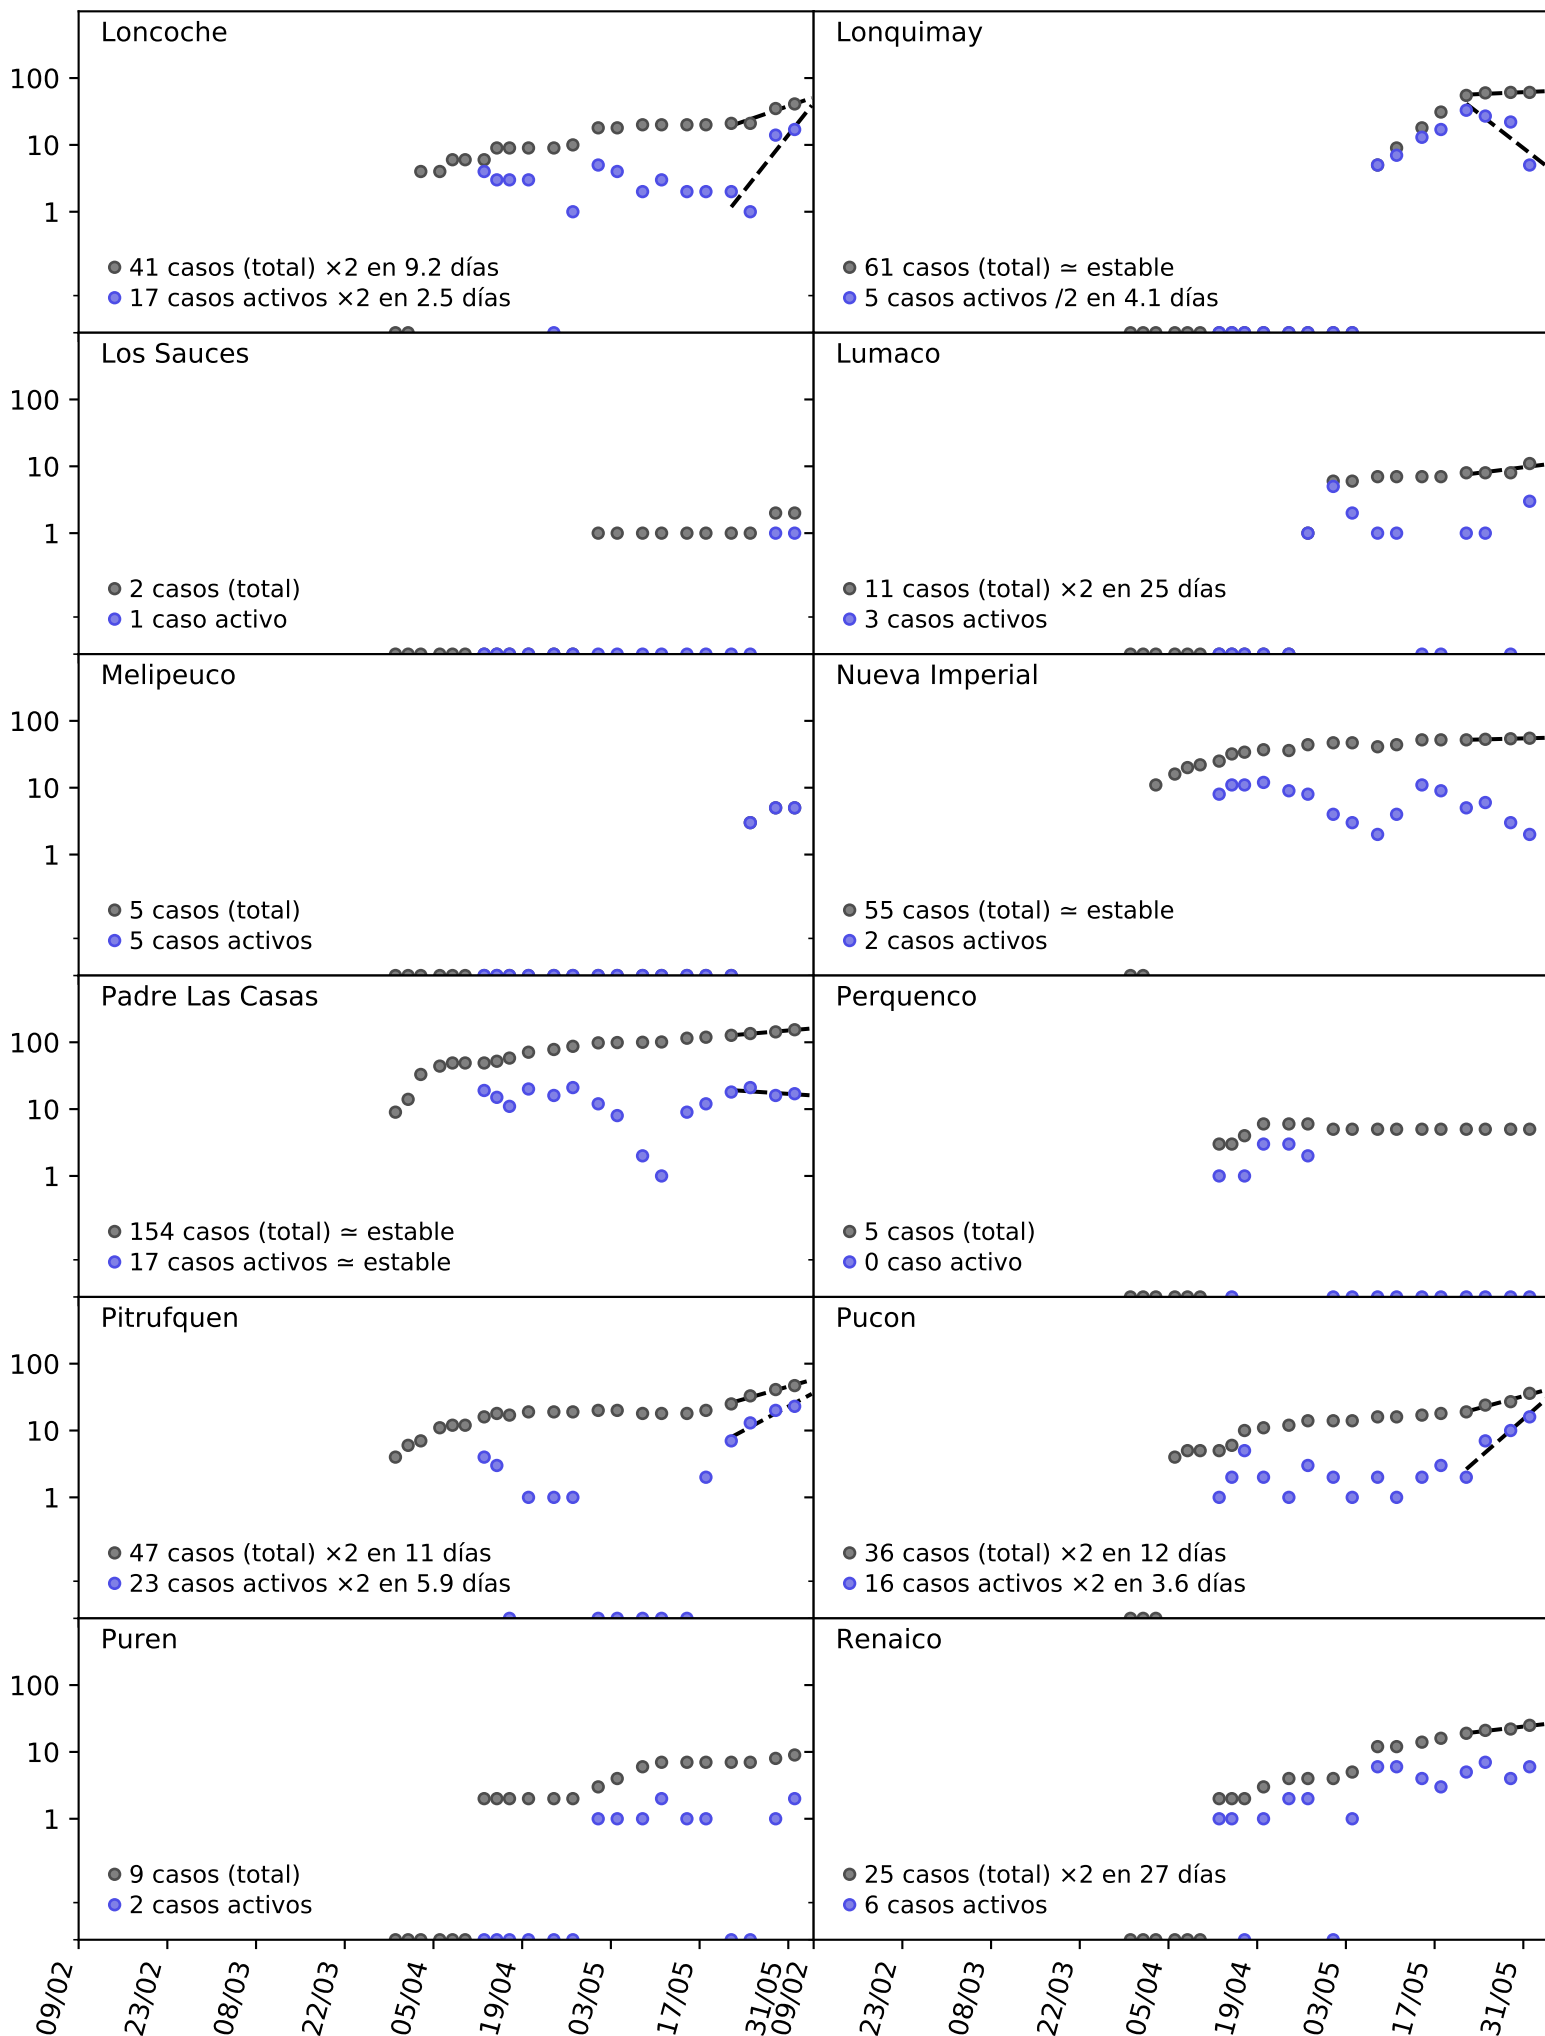 Loncoche
100
10
1
41 casos (total) ×2 en 9.2 días
17 casos activos ×2 en 2.5 días
Lonquimay
61 casos (total) ≃ estable
5 casos activos /2 en 4.1 días
Los Sauces
100
10
1
2 casos (total)
1 caso activo
Lumaco
11 casos (total) ×2 en 25 días
3 casos activos
Melipeuco
100
10
1
5 casos (total)
5 casos activos
Nueva Imperial
55 casos (total) ≃ estable
2 casos activos
Padre Las Casas
100
10
1
154 casos (total) ≃ estable
17 casos activos ≃ estable
Perquenco
5 casos (total)
0 caso activo
Pitrufquen
100
10
1
47 casos (total) ×2 en 11 días
23 casos activos ×2 en 5.9 días
Pucon
36 casos (total) ×2 en 12 días
16 casos activos ×2 en 3.6 días
Puren
100
10
1
9 casos (total)
2 casos activos
Renaico
25 casos (total) ×2 en 27 días
6 casos activos
09/02
23/02
08/03
22/03
05/04
19/04
03/05
17/05
31/05
09/02
23/02
08/03
22/03
05/04
19/04
03/05
17/05
31/05